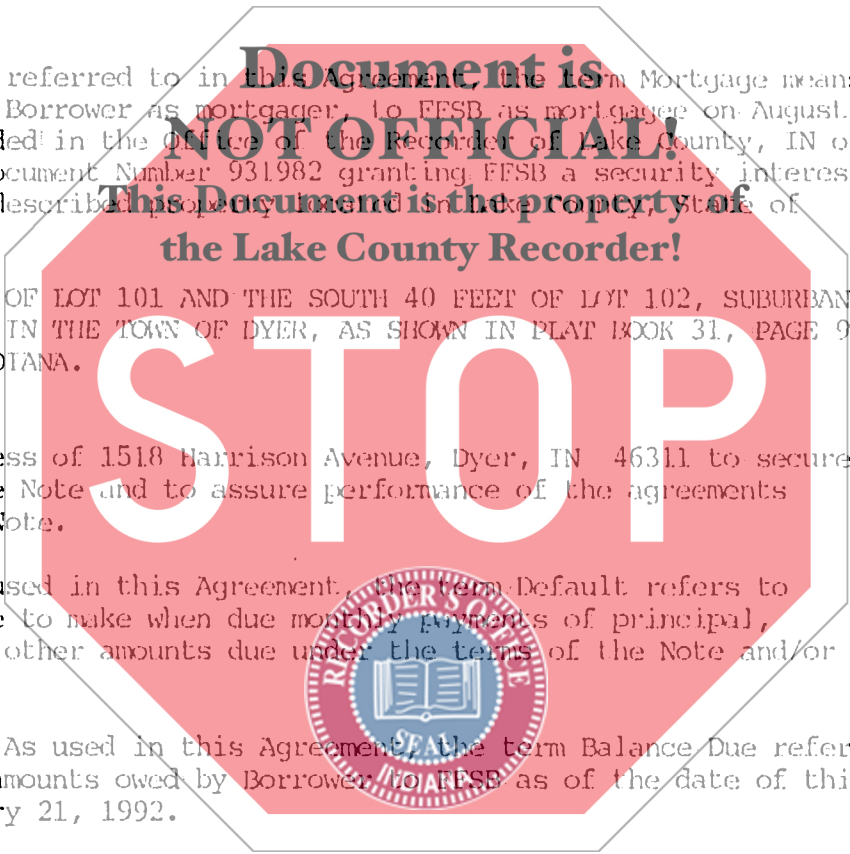 Document is
NOT OFFICIAL!
This Document is the property of
the Lake County Recorder!
referred to in this Agreement, the term Mortgage means
Borrower as mortgager, to FFSB as mortgagee on August
ded in the Office of the Recorder of Lake County, IN o
ocument Number 931982 granting FFSB a security interes
described property located in Lake County, State of
OF LOT 101 AND THE SOUTH 40 FEET OF LOT 102, SUBURBAN
IN THE TOWN OF DYER, AS SHOWN IN PLAT BOOK 31, PAGE 9
DIANA.
STOP
ess of 1518 Harrison Avenue, Dyer, IN 46311 to secure
e Note and to assure performance of the agreements
Note.
used in this Agreement, the term Default refers to
e to make when due monthly payments of principal,
other amounts due under the terms of the Note and/or
RECORDER'S OFFICE
SEAL
INDIANA
As used in this Agreement, the term Balance Due refer
amounts owed by Borrower to FFSB as of the date of thi
ry 21, 1992.